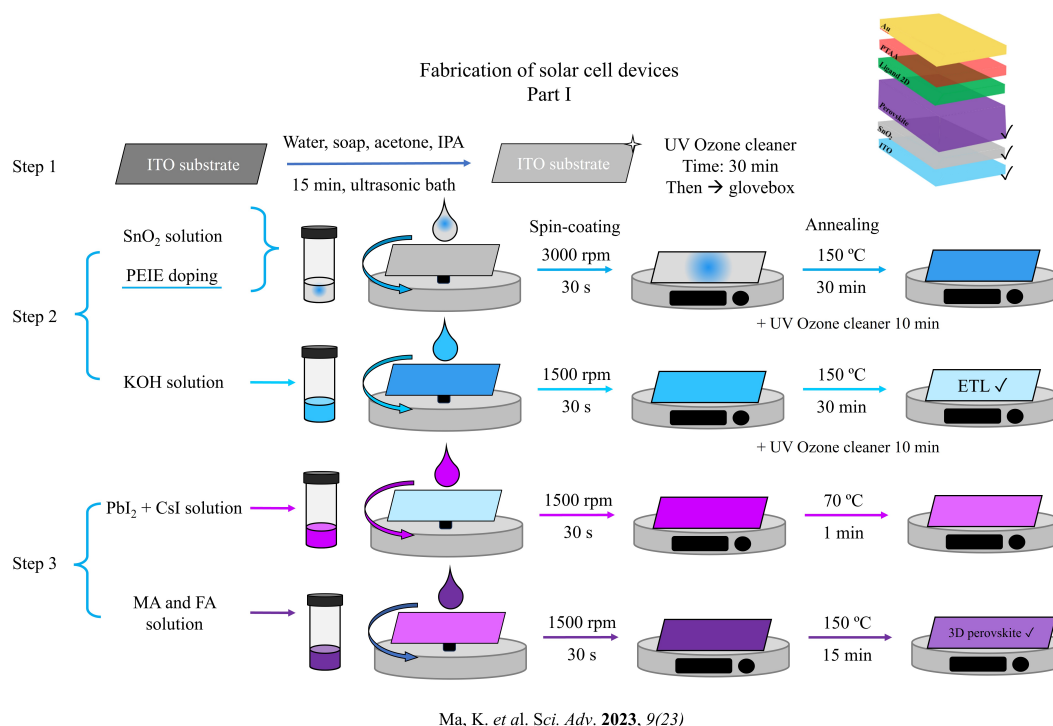 Fabrication of solar cell devices
Part I
Au
PTAA
Ligand 2D
Perovskite
SnO₂
ITO
✓
✓
✓
Step 1
ITO substrate
Water, soap, acetone, IPA
15 min, ultrasonic bath
ITO substrate
UV Ozone cleaner
Time: 30 min
Then → glovebox
Step 2
SnO₂ solution
PEIE doping
Spin-coating
3000 rpm
30 s
Annealing
150 ºC
30 min
+ UV Ozone cleaner 10 min
KOH solution
1500 rpm
30 s
150 ºC
30 min
ETL ✓
+ UV Ozone cleaner 10 min
Step 3
PbI₂ + CsI solution
1500 rpm
30 s
70 ºC
1 min
MA and FA
solution
1500 rpm
30 s
150 ºC
15 min
3D perovskite ✓
Ma, K. et al. Sci. Adv. 2023, 9(23)